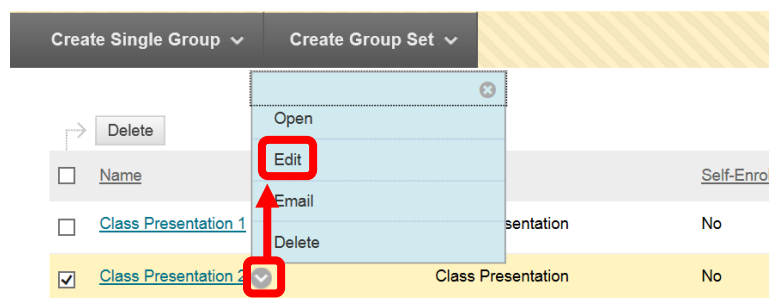 Create Single Group Create Group Set
Open
Delete
Edit
Name Self-Enrol
Email
Class Presentation 1 sentation No
Delete
Class Presentation 2 Class Presentation No